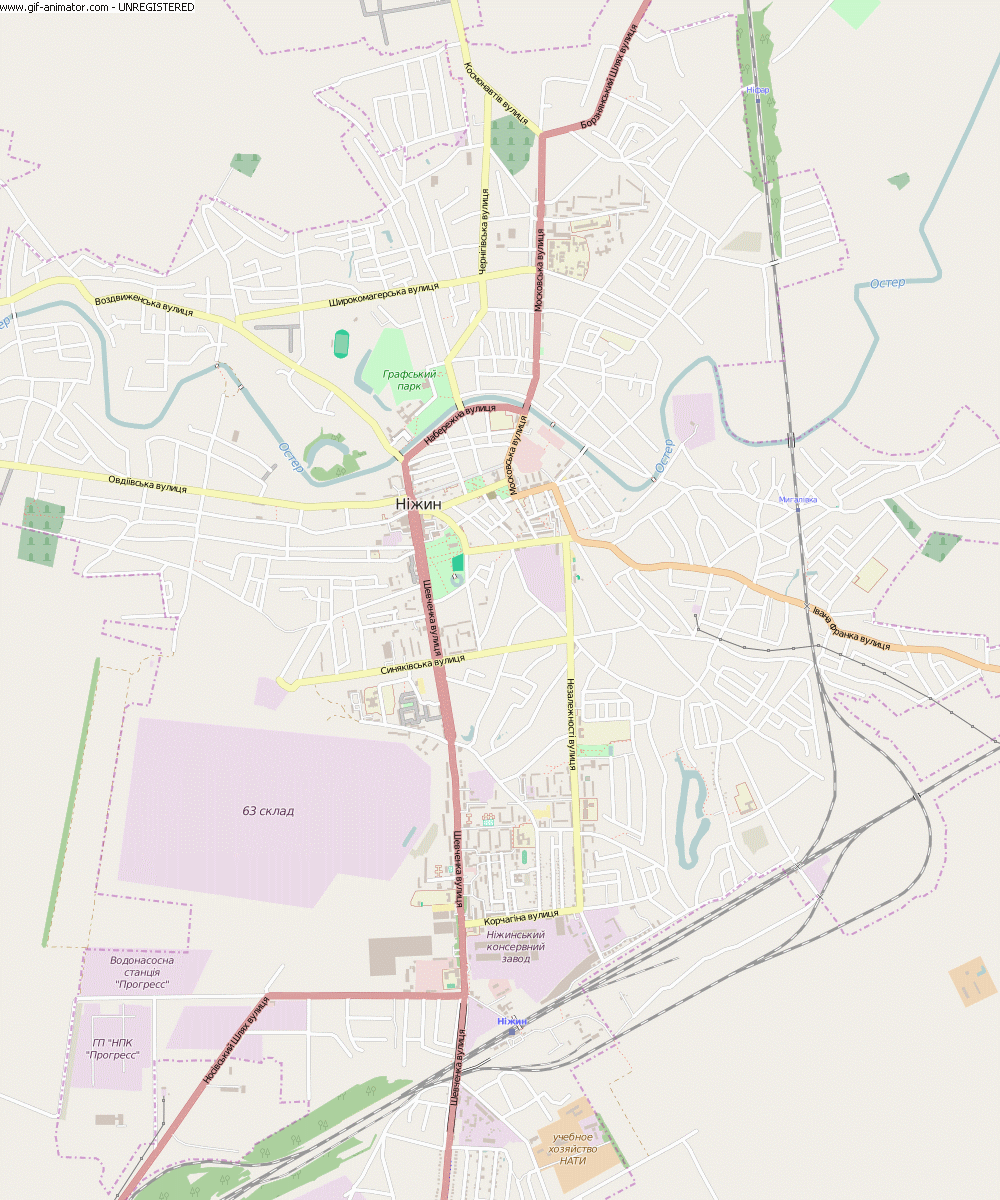 www.gif-animator.com - UNREGISTERED
Космонавтів вулиця
Борзнянський Шлях вулиця
Ніфар
Чернігівська вулиця
Московська вулиця
Остер
Воздвиженська вулиця
Широкомагерська вулиця
Графський
парк
Набережна вулиця
Московська вулиця
Остер
Остер
Овдіївська вулиця
Ніжин
Мигалівка
Шевченка вулиця
Івана Франка вулиця
Синяківська вулиця
Незалежності вулиця
63 склад
Шевченка вулиця
Корчагіна вулиця
Ніжинський
консервний
завод
Водонасосна
станція
"Прогресс"
Ніжин
Носівський Шлях вулиця
ГП "НПК
"Прогресс"
Шевченка вулиця
учебное
хозяйство
НАТИ